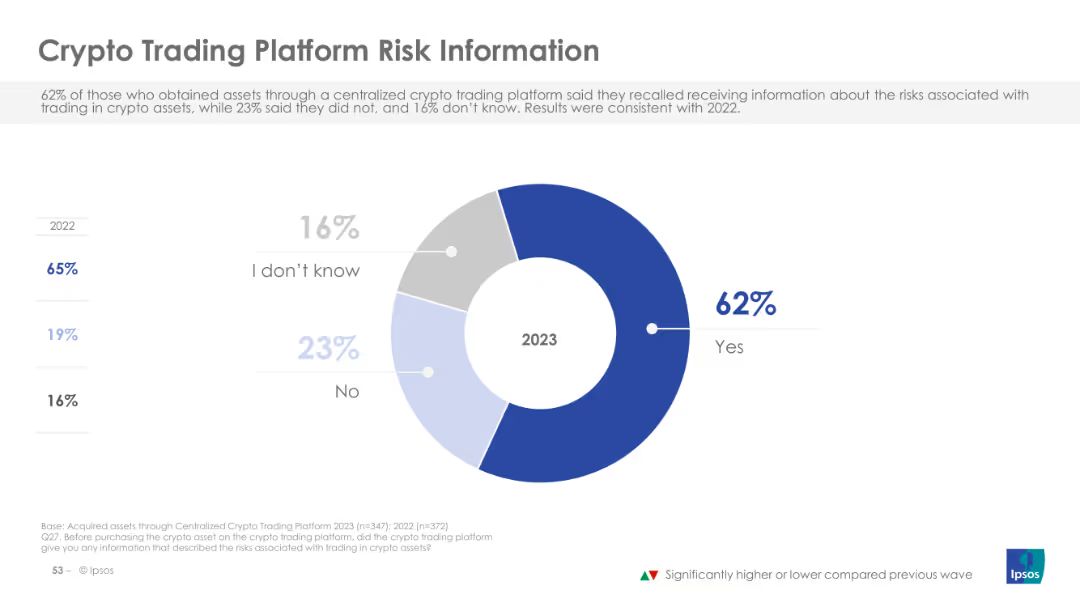 Crypto Trading Platform Risk Information
62% of those who obtained assets through a centralized crypto trading platform said they recalled receiving information about the risks associated with
trading in crypto assets, while 23% said they did not, and 16% don't know. Results were consistent with 2022.
2022
65%
19%
16%
16%
I don't know
23%
No
2023
62%
Yes
Base: Acquired assets through Centralized Crypto Trading Platform 2023 (n=347); 2022 (n=372)
Q27. Before purchasing the crypto asset on the crypto trading platform, did the crypto trading platform
give you any information that described the risks associated with trading in crypto assets?
53 – © Ipsos
Significantly higher or lower compared previous wave
Ipsos